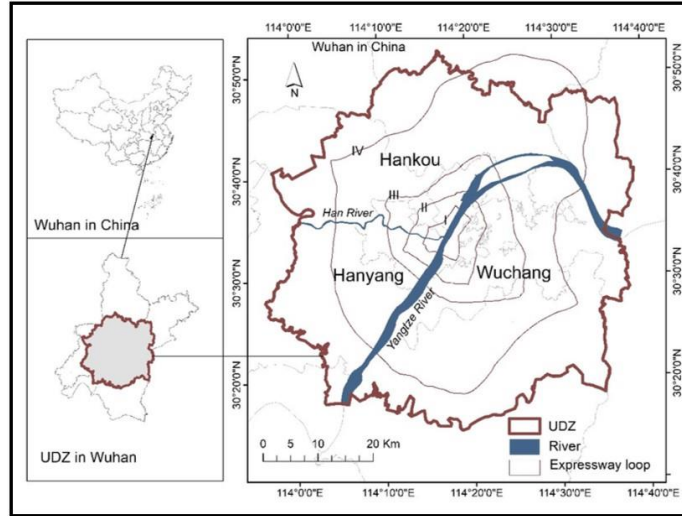 Wuhan in China
UDZ in Wuhan
114°0'E
114°10'0"E
114°20'0"E
114°30'0"E
114°40'0"E
Wuhan in China
N
30°50'0"N
30°40'0"N
30°30'0"N
30°20'0"N
IV
Hankou
III
II
I
Han River
Hanyang
Wuchang
Yangtze River
30°50'0"N
30°40'0"N
30°30'0"N
30°20'0"N
0 5 10 20 Km
UDZ
River
Expressway loop
114°0'0"E
114°10'0"E
114°20'0"E
114°30'0"E
114°40'0"E